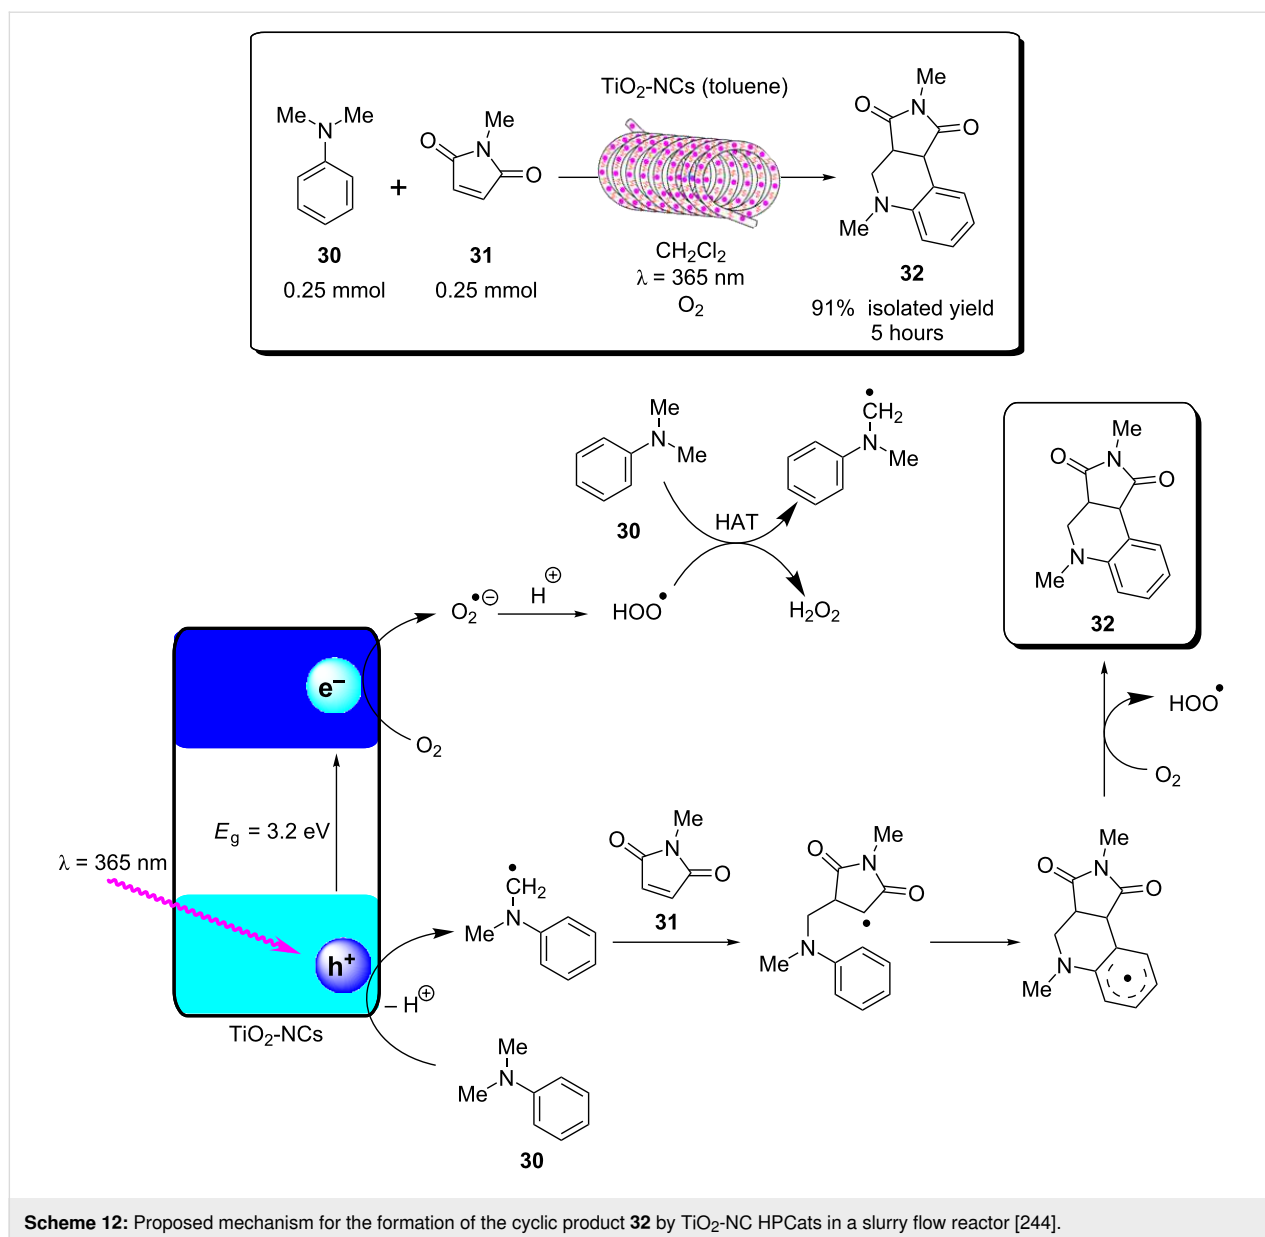 TiO2-NCs (toluene)
Me Me
N
30
0.25 mmol
+
Me
N
O
O
31
0.25 mmol
CH2Cl2
λ = 365 nm
O2
Me
O N
O
N
Me
32
91% isolated yield
5 hours
Me
N
Me
30
HAT
•
CH2
N
Me
O2•⊖
H⊕
HOO•
H2O2
Me
O N
O
N
Me
32
e–
O2
HOO•
O2
Eg = 3.2 eV
λ = 365 nm
h+
– H⊕
TiO2-NCs
•
CH2
N
Me
Me
O N
O
31
Me
O N
O
•
N
Me
Me
O N
O
N
Me
•
Me
N
Me
30
Scheme 12: Proposed mechanism for the formation of the cyclic product 32 by TiO2-NC HPCats in a slurry flow reactor [244].